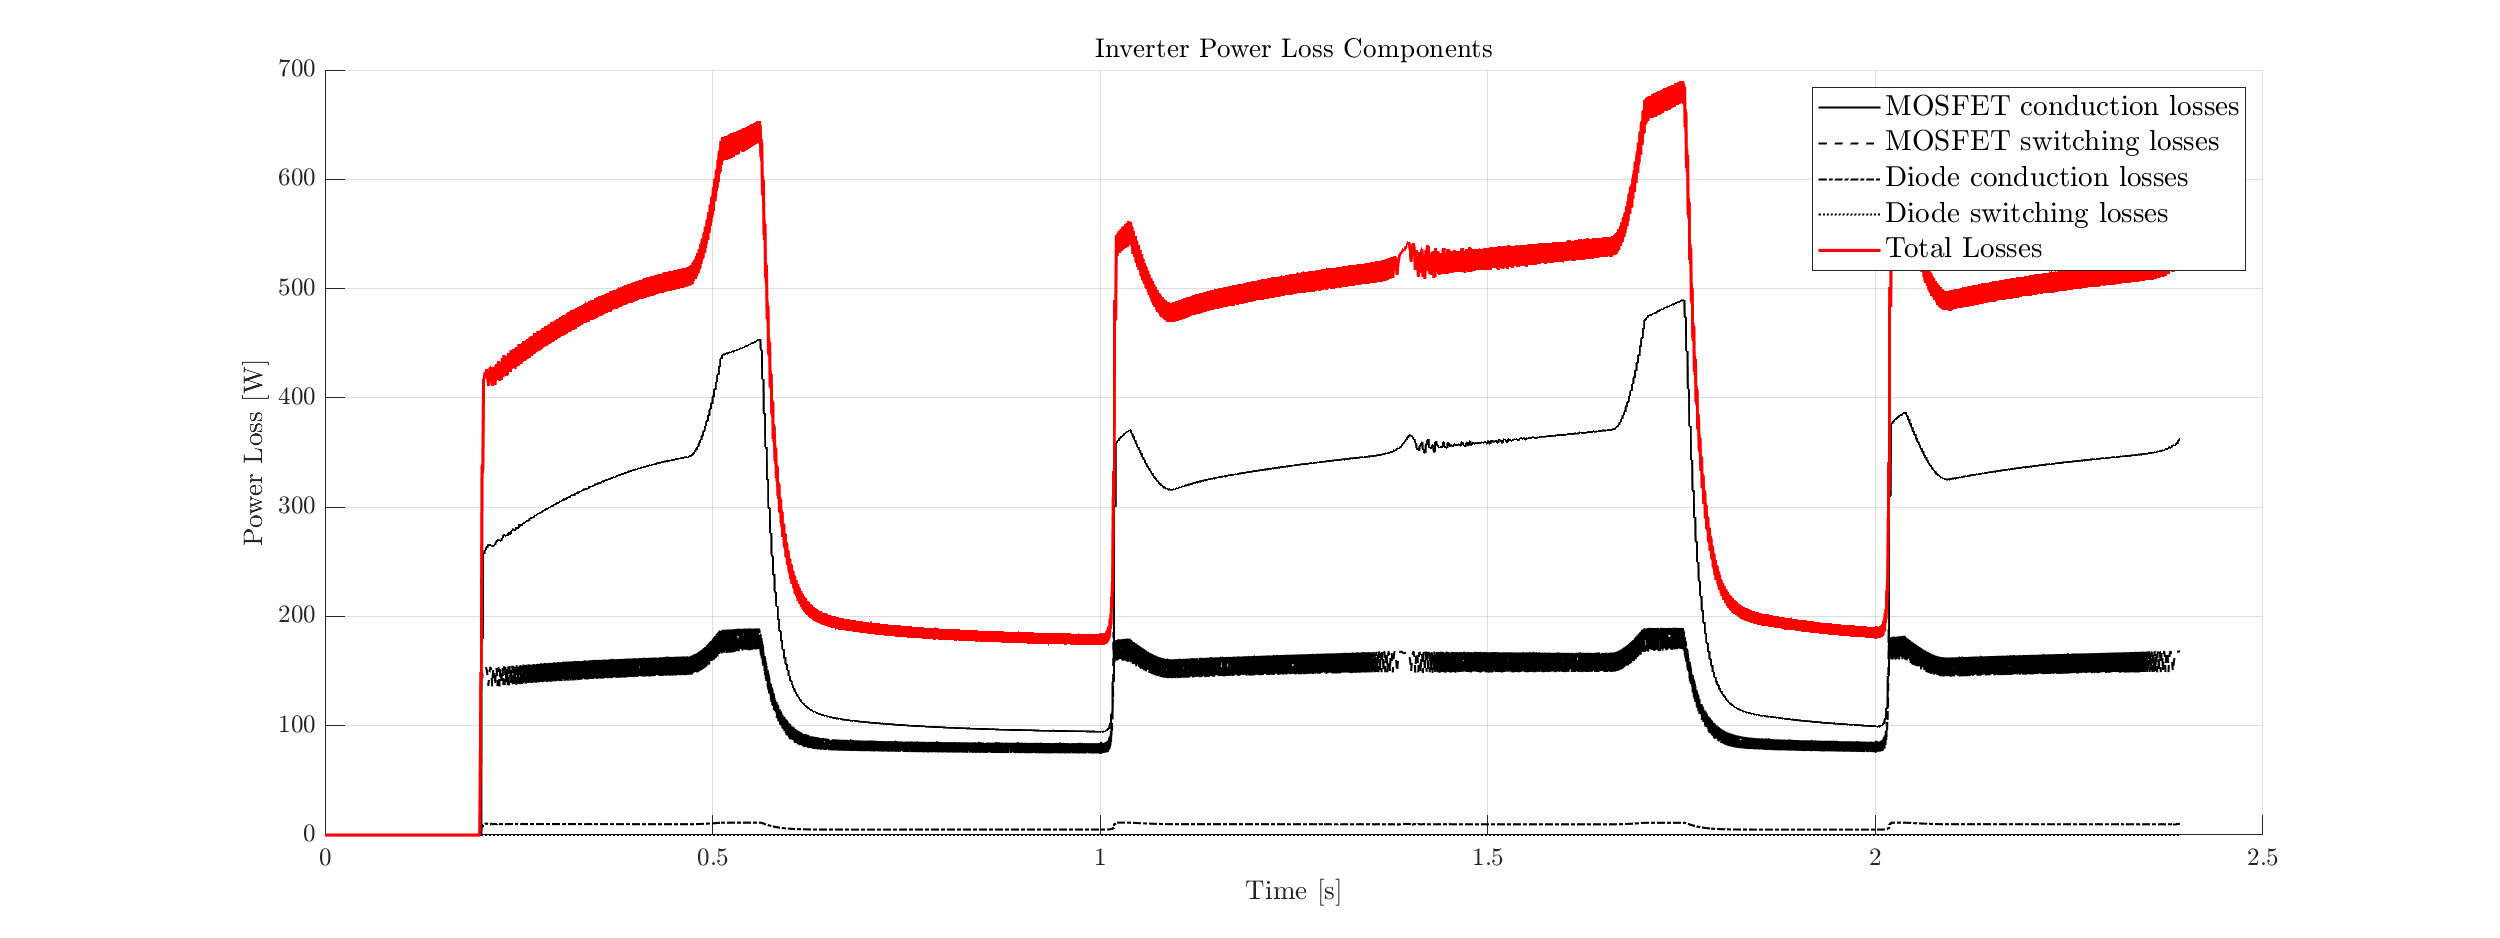 Inverter Power Loss Components
700
600
500
400
300
200
100
0
Power Loss [W]
MOSFET conduction losses
MOSFET switching losses
Diode conduction losses
Diode switching losses
Total Losses
0 0.5 1 1.5 2 2.5
Time [s]